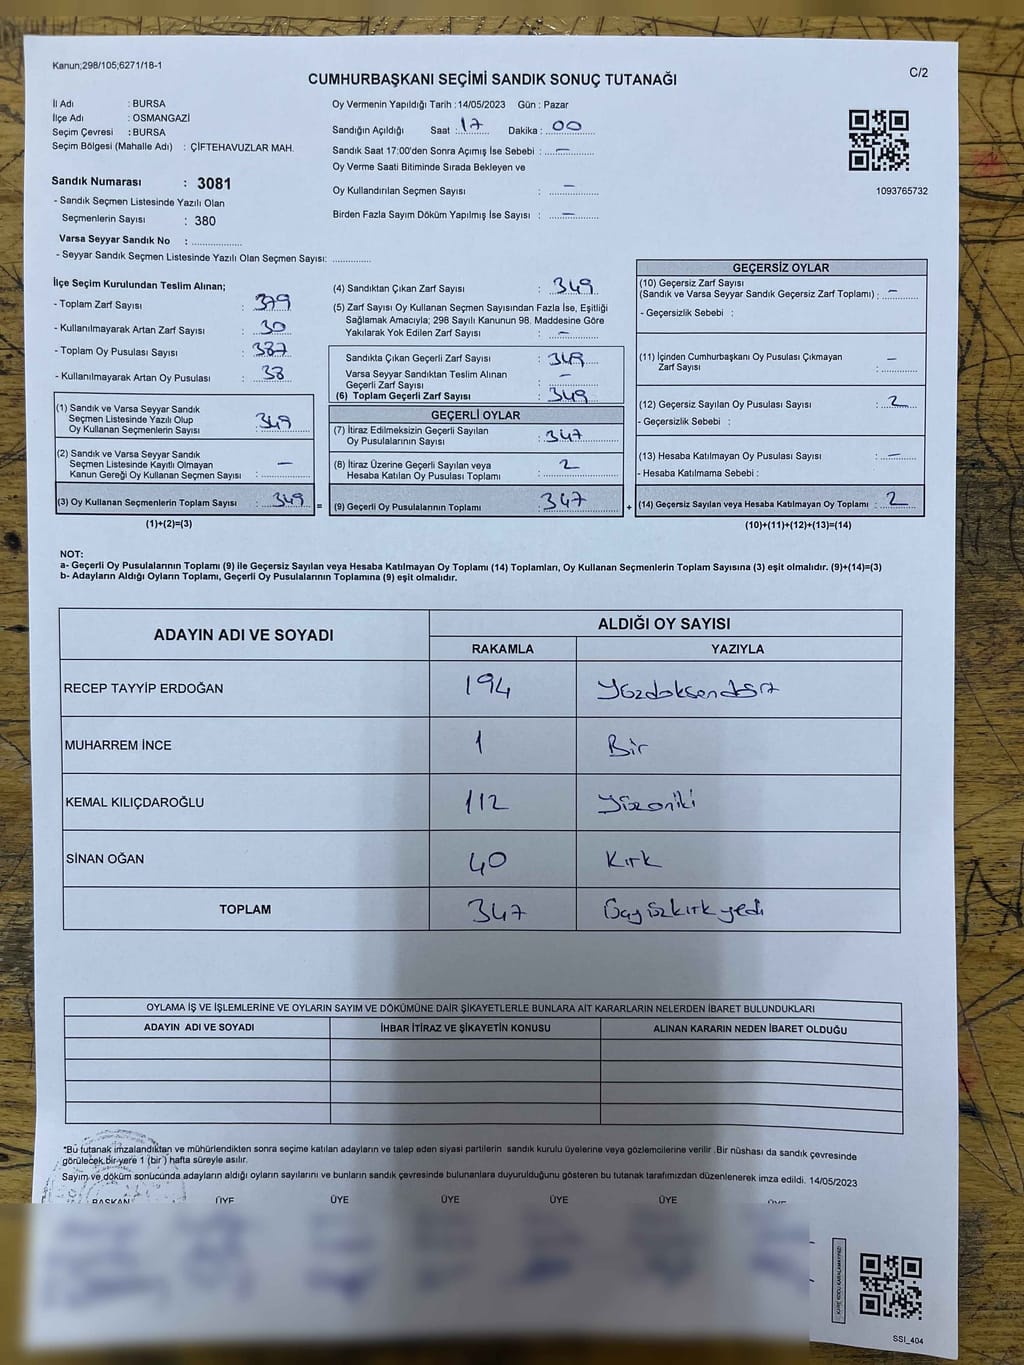 Kanun;298/105;6271/18-1
C/2
CUMHURBAŞKANI SEÇİMİ SANDIK SONUÇ TUTANAĞI
İl Adı : BURSA
İlçe Adı : OSMANGAZİ
Seçim Çevresi : BURSA
Seçim Bölgesi (Mahalle Adı) : ÇİFTEHAVUZLAR MAH.
Oy Vermenin Yapıldığı Tarih :14/05/2023 Gün : Pazar
Sandığın Açıldığı Saat : 17 Dakika : 00
Sandık Saat 17:00'den Sonra Açımış İse Sebebi : —
Oy Verme Saati Bitiminde Sırada Bekleyen ve
Oy Kullandırılan Seçmen Sayısı : —
Birden Fazla Sayım Döküm Yapılmış İse Sayısı : —
1093765732
Sandık Numarası : 3081
- Sandık Seçmen Listesinde Yazılı Olan
Seçmenlerin Sayısı : 380
Varsa Seyyar Sandık No :
- Seyyar Sandık Seçmen Listesinde Yazılı Olan Seçmen Sayısı:
İlçe Seçim Kurulundan Teslim Alınan;
- Toplam Zarf Sayısı : 379
- Kullanılmayarak Artan Zarf Sayısı : 30
- Toplam Oy Pusulası Sayısı : 387
- Kullanılmayarak Artan Oy Pusulası : 38
(1) Sandık ve Varsa Seyyar Sandık
Seçmen Listesinde Yazılı Olup
Oy Kullanan Seçmenlerin Sayısı : 349
(2) Sandık ve Varsa Seyyar Sandık
Seçmen Listesinde Kayıtlı Olmayan
Kanun Gereği Oy Kullanan Seçmen Sayısı : —
(3) Oy Kullanan Seçmenlerin Toplam Sayısı : 349
(1)+(2)=(3)
(4) Sandıktan Çıkan Zarf Sayısı : 349
(5) Zarf Sayısı Oy Kullanan Seçmen Sayısından Fazla İse, Eşitliği
Sağlamak Amacıyla; 298 Sayılı Kanunun 98. Maddesine Göre
Yakılarak Yok Edilen Zarf Sayısı : —
Sandıkta Çıkan Geçerli Zarf Sayısı : 349
Varsa Seyyar Sandıktan Teslim Alınan
Geçerli Zarf Sayısı : —
(6) Toplam Geçerli Zarf Sayısı : 349
GEÇERLİ OYLAR
(7) İtiraz Edilmeksizin Geçerli Sayılan
Oy Pusulalarının Sayısı : 347
(8) İtiraz Üzerine Geçerli Sayılan veya
Hesaba Katılan Oy Pusulası Toplamı : 2
= (9) Geçerli Oy Pusulalarının Toplamı : 347
GEÇERSİZ OYLAR
(10) Geçersiz Zarf Sayısı
(Sandık ve Varsa Seyyar Sandık Geçersiz Zarf Toplamı) : —
- Geçersizlik Sebebi :
(11) İçinden Cumhurbaşkanı Oy Pusulası Çıkmayan
Zarf Sayısı : —
(12) Geçersiz Sayılan Oy Pusulası Sayısı : 2
- Geçersizlik Sebebi :
(13) Hesaba Katılmayan Oy Pusulası Sayısı : —
- Hesaba Katılmama Sebebi :
+ (14) Geçersiz Sayılan veya Hesaba Katılmayan Oy Toplamı : 2
(10)+(11)+(12)+(13)=(14)
NOT:
a- Geçerli Oy Pusulalarının Toplamı (9) ile Geçersiz Sayılan veya Hesaba Katılmayan Oy Toplamı (14) Toplamları, Oy Kullanan Seçmenlerin Toplam Sayısına (3) eşit olmalıdır. (9)+(14)=(3)
b- Adayların Aldığı Oyların Toplamı, Geçerli Oy Pusulalarının Toplamına (9) eşit olmalıdır.
ADAYIN ADI VE SOYADI
ALDIĞI OY SAYISI
RAKAMLA YAZIYLA
RECEP TAYYİP ERDOĞAN 194 Yüzdoksandört
MUHARREM İNCE 1 Bir
KEMAL KILIÇDAROĞLU 112 Yüzoniki
SİNAN OĞAN 40 Kırk
TOPLAM 347 Üçyüzkırkyedi
OYLAMA İŞ VE İŞLEMLERİNE VE OYLARIN SAYIM VE DÖKÜMÜNE DAİR ŞİKAYETLERLE BUNLARA AİT KARARLARIN NELERDEN İBARET BULUNDUKLARI
ADAYIN ADI VE SOYADI İHBAR İTİRAZ VE ŞİKAYETİN KONUSU ALINAN KARARIN NEDEN İBARET OLDUĞU
*Bu tutanak imzalandıktan ve mühürlendikten sonra seçime katılan adayların ve talep eden siyasi partilerin sandık kurulu üyelerine veya gözlemcilerine verilir .Bir nüshası da sandık çevresinde
görülecek bir yere 1 (bir ) hafta süreyle asılır.
Sayım ve döküm sonucunda adayların aldığı oyların sayılarını ve bunların sandık çevresinde bulunanlara duyurulduğunu gösteren bu tutanak tarafımızdan düzenlenerek imza edildi. 14/05/2023
BAŞKAN ÜYE ÜYE ÜYE ÜYE ÜYE ÜYE
SSI_404